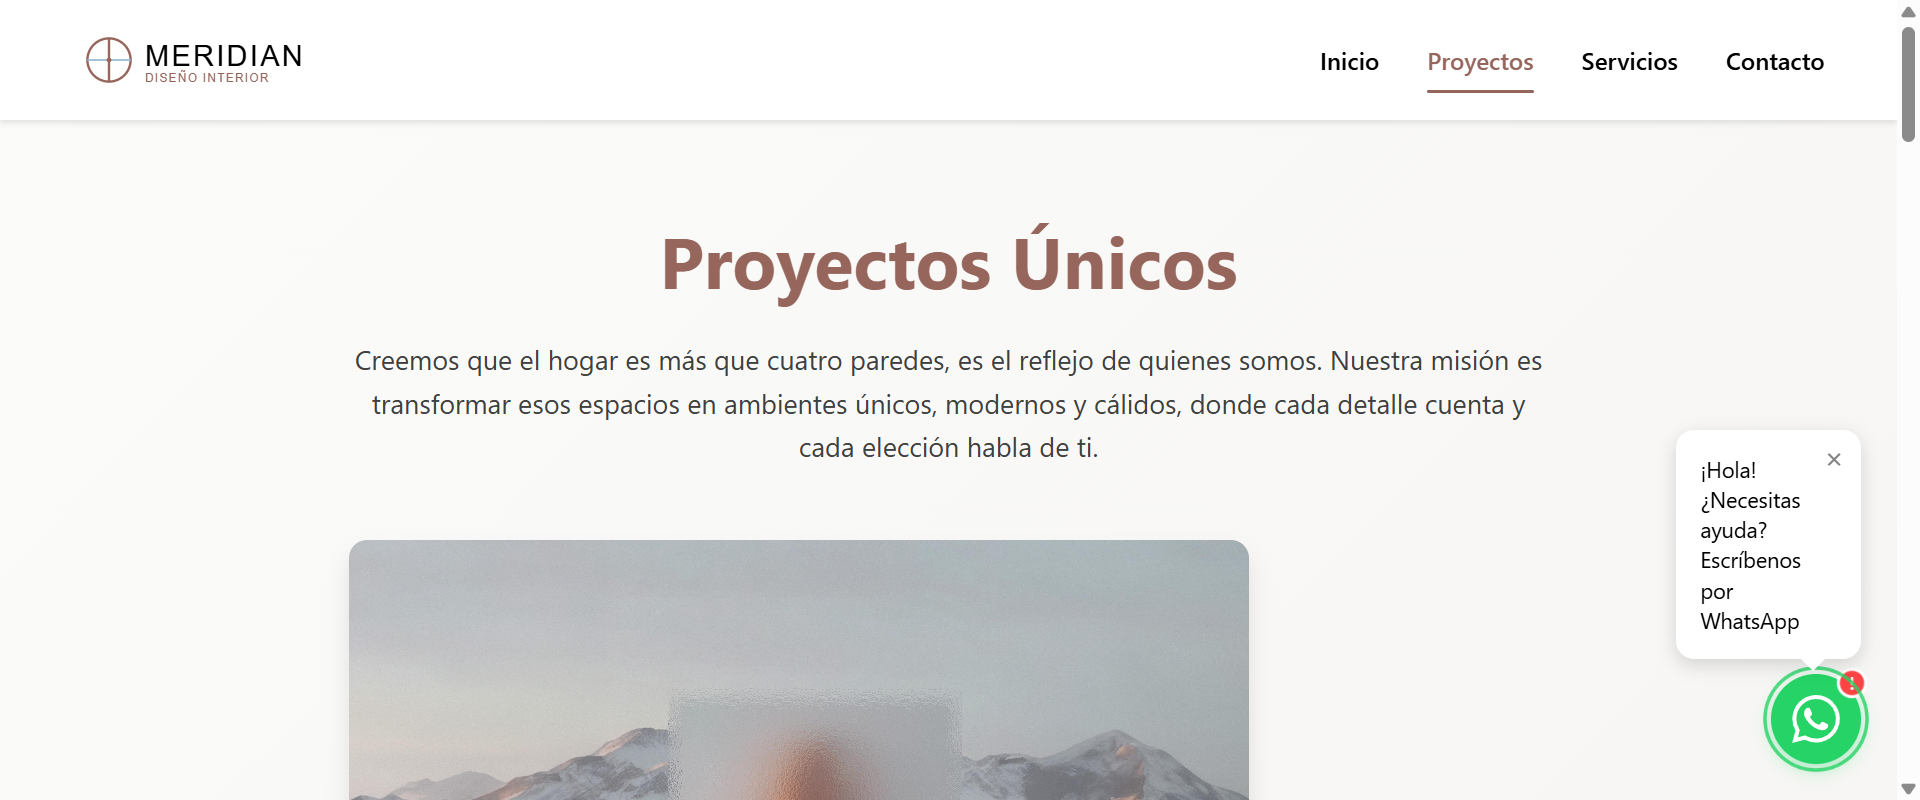 MERIDIAN
DISEÑO INTERIOR
Inicio
Proyectos
Servicios
Contacto
Proyectos Únicos
Creemos que el hogar es más que cuatro paredes, es el reflejo de quienes somos. Nuestra misión es
transformar esos espacios en ambientes únicos, modernos y cálidos, donde cada detalle cuenta y
cada elección habla de ti.
¡Hola!
¿Necesitas
ayuda?
Escríbenos
por
WhatsApp
!